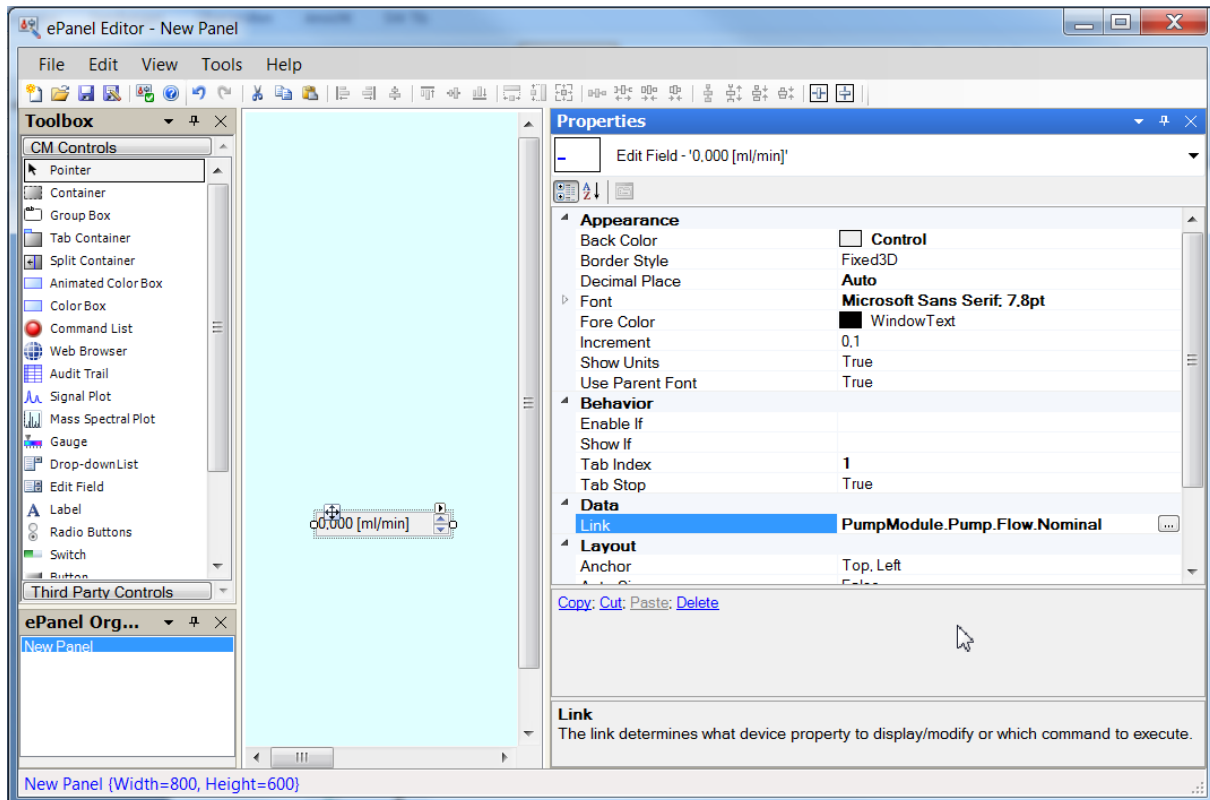 ePanel Editor - New Panel
File Edit View Tools Help
Toolbox
CM Controls
Pointer
Container
Group Box
Tab Container
Split Container
Animated Color Box
Color Box
Command List
Web Browser
Audit Trail
Signal Plot
Mass Spectral Plot
Gauge
Drop-down List
Edit Field
A Label
Radio Buttons
Switch
Button
Third Party Controls
ePanel Org...
New Panel
0,000 [ml/min]
Properties
Edit Field - '0,000 [ml/min]'
Appearance
Back Color Control
Border Style Fixed3D
Decimal Place Auto
Font Microsoft Sans Serif; 7,8pt
Fore Color WindowText
Increment 0,1
Show Units True
Use Parent Font True
Behavior
Enable If
Show If
Tab Index 1
Tab Stop True
Data
Link PumpModule.Pump.Flow.Nominal ...
Layout
Anchor Top, Left
Copy; Cut; Paste; Delete
Link
The link determines what device property to display/modify or which command to execute.
New Panel {Width=800, Height=600}